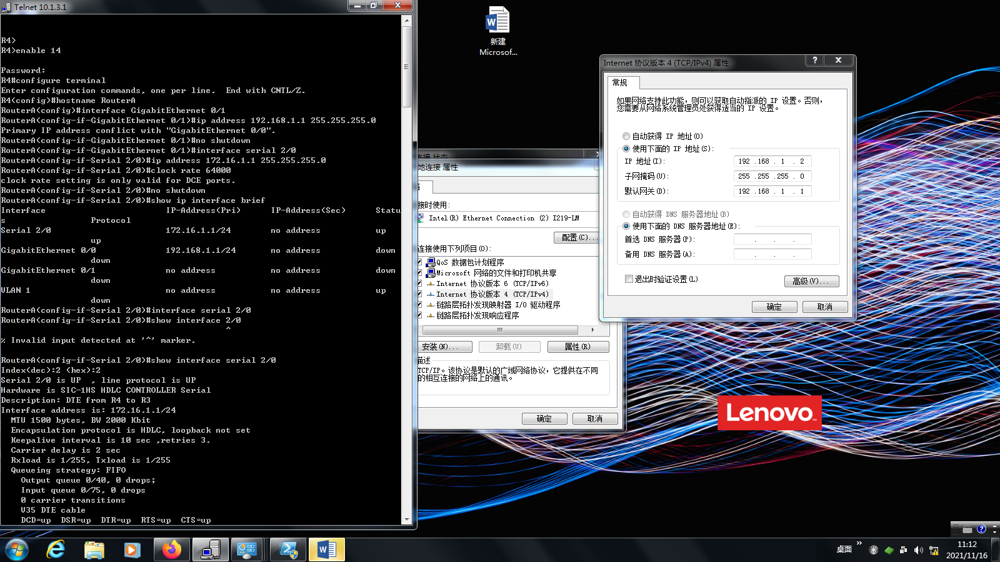 Telnet 10.1.3.1
R4>
R4>enable 14
Password:
R4#configure terminal
Enter configuration commands, one per line.  End with CNTL/Z.
R4(config)#hostname RouterA
RouterA(config)#interface GigabitEthernet 0/1
RouterA(config-if-GigabitEthernet 0/1)#ip address 192.168.1.1 255.255.255.0
Primary IP address conflict with "GigabitEthernet 0/0".
RouterA(config-if-GigabitEthernet 0/1)#no shutdown
RouterA(config-if-GigabitEthernet 0/1)#interface serial 2/0
RouterA(config-if-Serial 2/0)#ip address 172.16.1.1 255.255.255.0
RouterA(config-if-Serial 2/0)#clock rate 64000
clock rate setting is only valid for DCE ports.
RouterA(config-if-Serial 2/0)#no shutdown
RouterA(config-if-Serial 2/0)#show ip interface brief
Interface                        IP-Address(Pri)      IP-Address(Sec)      Statu
s                 Protocol
Serial 2/0                       172.16.1.1/24        no address           up
                  up
GigabitEthernet 0/0              192.168.1.1/24       no address           down
                  down
GigabitEthernet 0/1              no address           no address           down
                  down
VLAN 1                           no address           no address           up
                  down
RouterA(config-if-Serial 2/0)#interface serial 2/0
RouterA(config-if-Serial 2/0)#show interface 2/0
                                             ^
% Invalid input detected at '^' marker.
RouterA(config-if-Serial 2/0)#show interface serial 2/0
Index(dec):2 (hex):2
Serial 2/0 is UP  , line protocol is UP
Hardware is SIC-1HS HDLC CONTROLLER Serial
Description: DTE from R4 to R3
Interface address is: 172.16.1.1/24
  MTU 1500 bytes, BW 2000 Kbit
  Encapsulation protocol is HDLC, loopback not set
  Keepalive interval is 10 sec ,retries 3.
  Carrier delay is 2 sec
  Rxload is 1/255, Txload is 1/255
  Queueing strategy: FIFO
    Output queue 0/40, 0 drops;
    Input queue 0/75, 0 drops
    0 carrier transitions
    V35 DTE cable
    DCD=up  DSR=up  DTR=up  RTS=up  CTS=up
新建
Microsof...
连接 状态
地连接 属性
络
接时使用:
Intel(R) Ethernet Connection (2) I219-LM
配置(C)...
连接使用下列项目(O):
QoS 数据包计划程序
Microsoft 网络的文件和打印机共享
Internet 协议版本 6 (TCP/IPv6)
Internet 协议版本 4 (TCP/IPv4)
链路层拓扑发现映射器 I/O 驱动程序
链路层拓扑发现响应程序
安装(N)...
卸载(U)
属性(R)
描述
TCP/IP。该协议是默认的广域网络协议，它提供在不同
的相互连接的网络上的通讯。
确定
取消
Internet 协议版本 4 (TCP/IPv4) 属性
常规
如果网络支持此功能，则可以获取自动指派的 IP 设置。否则，
您需要从网络系统管理员处获得适当的 IP 设置。
自动获得 IP 地址(O)
使用下面的 IP 地址(S):
IP 地址(I): 192 .168 . 1 . 2
子网掩码(U): 255 .255 .255 . 0
默认网关(D): 192 .168 . 1 . 1
自动获得 DNS 服务器地址(B)
使用下面的 DNS 服务器地址(E):
首选 DNS 服务器(P): . . .
备用 DNS 服务器(A): . . .
退出时验证设置(L)
高级(V)...
确定
取消
Lenovo
桌面
11:12
2021/11/16